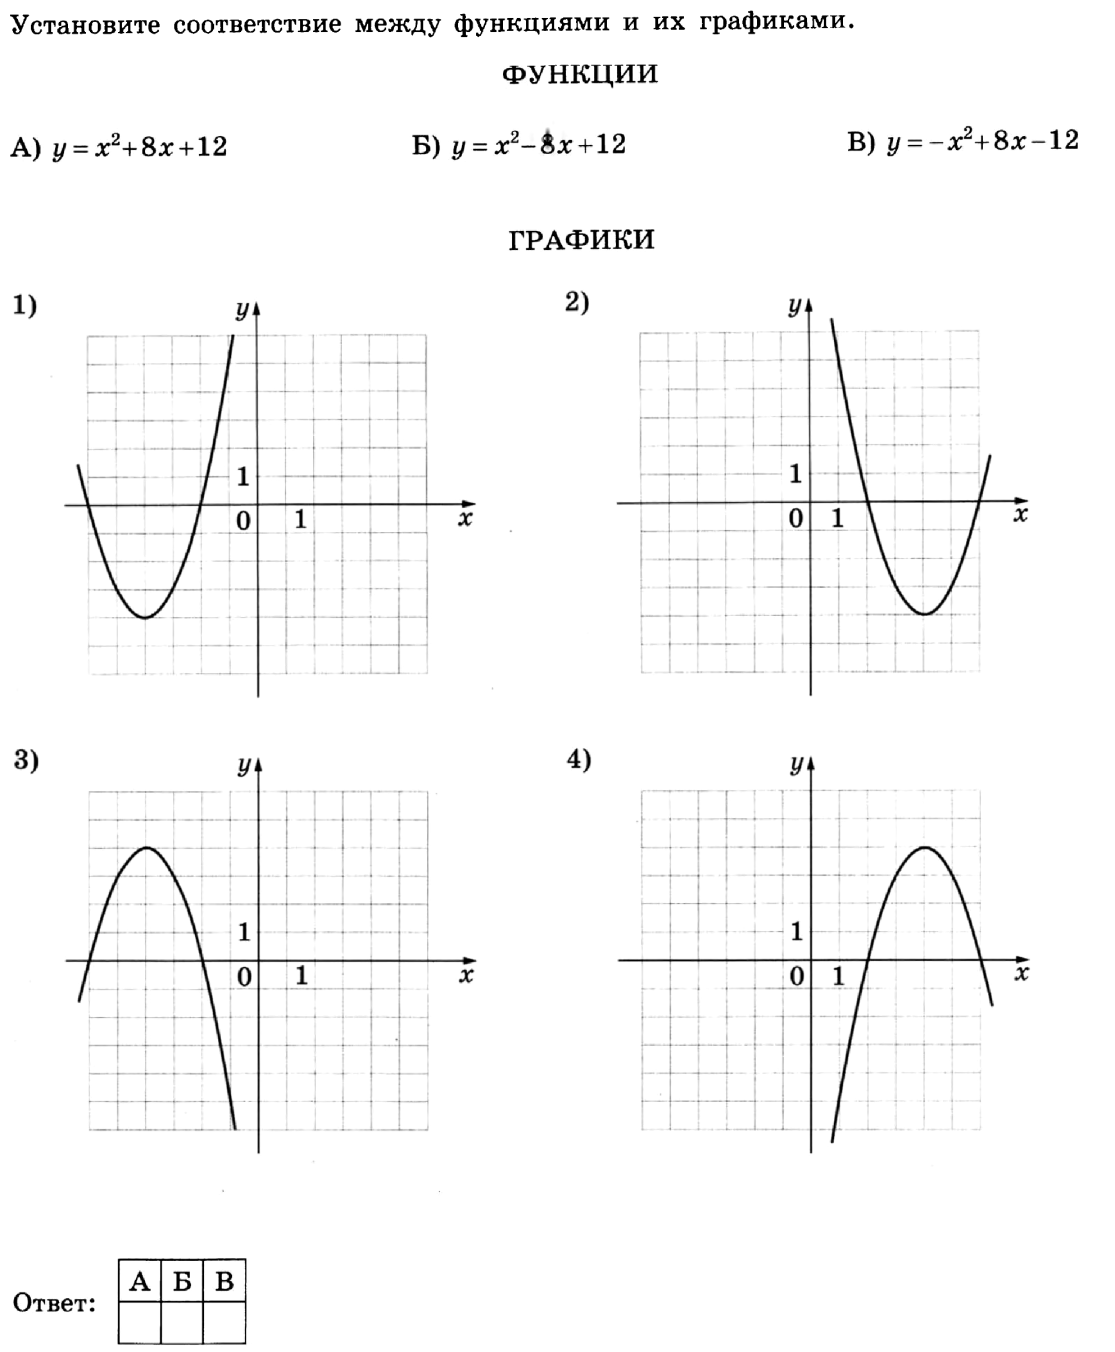 Установите соответствие между функциями и их графиками.
ФУНКЦИИ
А) y = x²+8x+12 Б) y = x²−8x+12 В) y = −x²+8x−12
ГРАФИКИ
1) 2)
y y
1 1
0 1 x 0 1 x
3) 4)
y y
1 1
0 1 x 0 1 x
А Б В
Ответ: